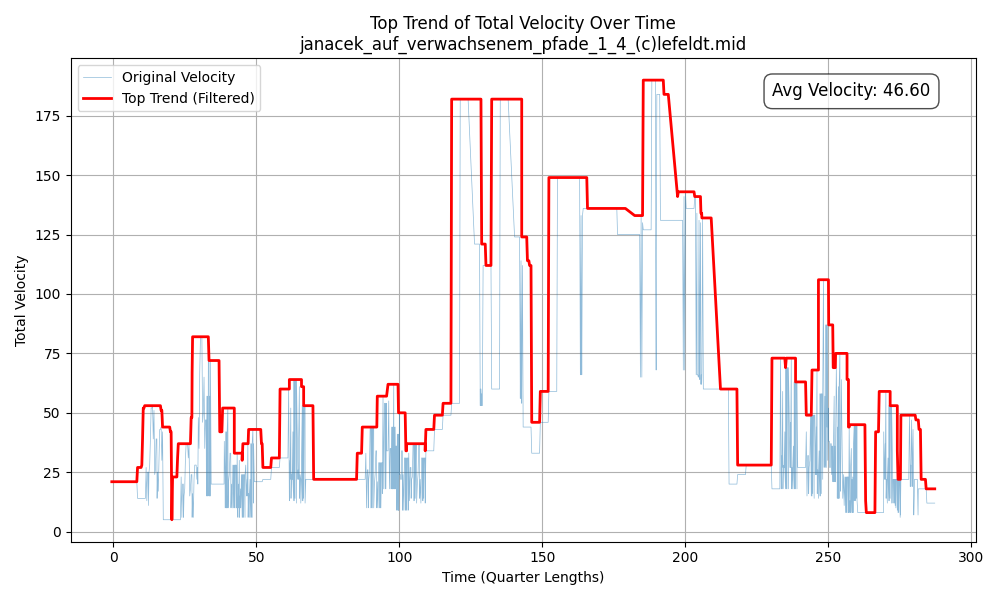 Top Trend of Total Velocity Over Time
janacek_auf_verwachsenem_pfade_1_4_(c)lefeldt.mid
Original Velocity
Top Trend (Filtered)
Avg Velocity: 46.60
Total Velocity
175
150
125
100
75
50
25
0
0 50 100 150 200 250 300
Time (Quarter Lengths)